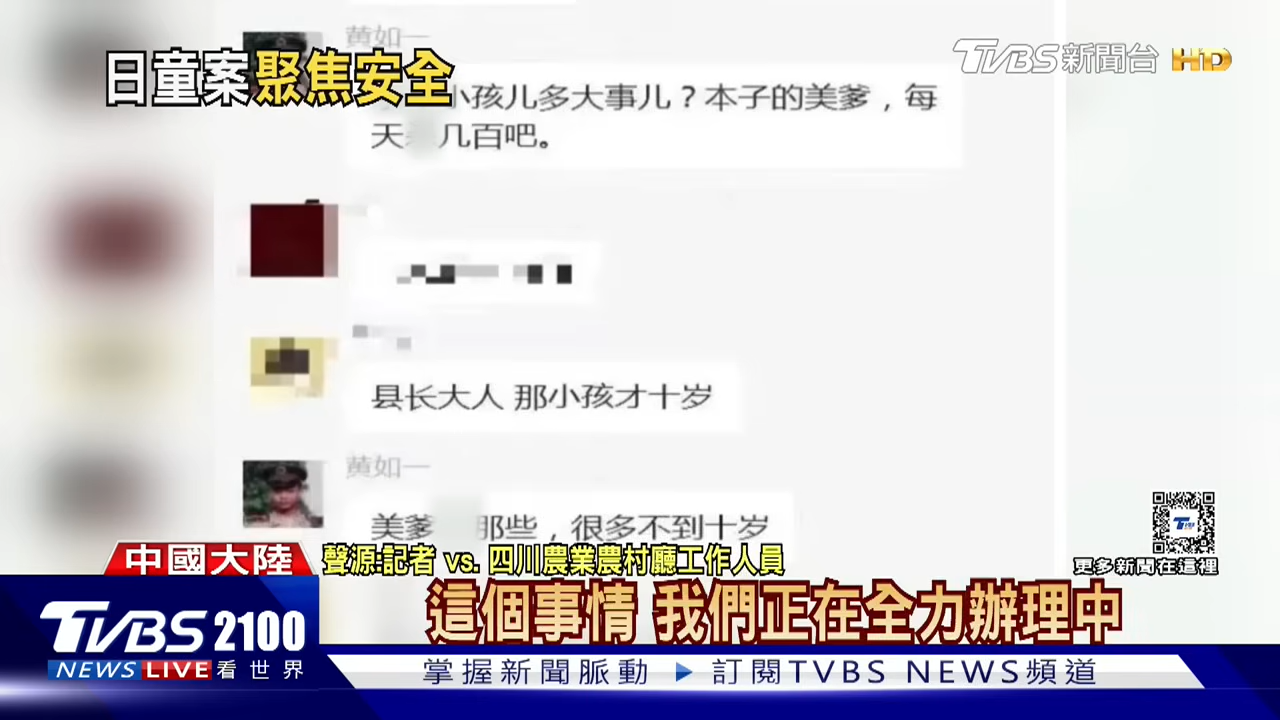 黄如一
TVBS新聞台 HD
日童案聚焦安全
小孩儿多大事儿？本子的美爹，每
天 几百吧。
县长大人 那小孩才十岁
黄如一
美爹 那些，很多不到十岁
更多新聞在這裡
中國大陸
聲源:記者 vs. 四川農業農村廳工作人員
這個事情 我們正在全力辦理中
TVBS 2100
NEWS LIVE 看世界
掌握新聞脈動 ▶ 訂閱TVBS NEWS頻道